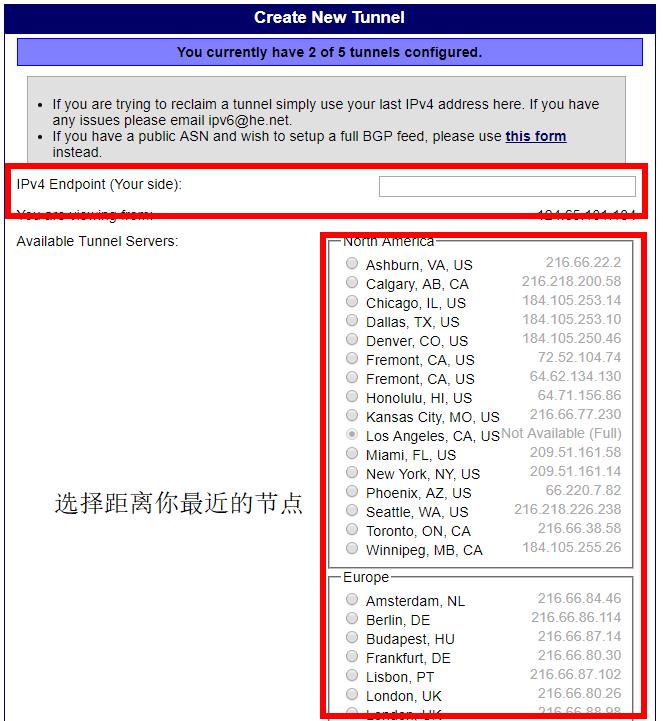 Create New Tunnel
You currently have 2 of 5 tunnels configured.
• If you are trying to reclaim a tunnel simply use your last IPv4 address here. If you have
any issues please email ipv6@he.net.
• If you have a public ASN and wish to setup a full BGP feed, please use this form
instead.
IPv4 Endpoint (Your side):
You are viewing from:
Available Tunnel Servers:
North America
Ashburn, VA, US 216.66.22.2
Calgary, AB, CA 216.218.200.58
Chicago, IL, US 184.105.253.14
Dallas, TX, US 184.105.253.10
Denver, CO, US 184.105.250.46
Fremont, CA, US 72.52.104.74
Fremont, CA, US 64.62.134.130
Honolulu, HI, US 64.71.156.86
Kansas City, MO, US 216.66.77.230
Los Angeles, CA, US Not Available (Full)
Miami, FL, US 209.51.161.58
New York, NY, US 209.51.161.14
Phoenix, AZ, US 66.220.7.82
Seattle, WA, US 216.218.226.238
Toronto, ON, CA 216.66.38.58
Winnipeg, MB, CA 184.105.255.26
选择距离你最近的节点
Europe
Amsterdam, NL 216.66.84.46
Berlin, DE 216.66.86.114
Budapest, HU 216.66.87.14
Frankfurt, DE 216.66.80.30
Lisbon, PT 216.66.87.102
London, UK 216.66.80.26
London, UK 216.66.88.98